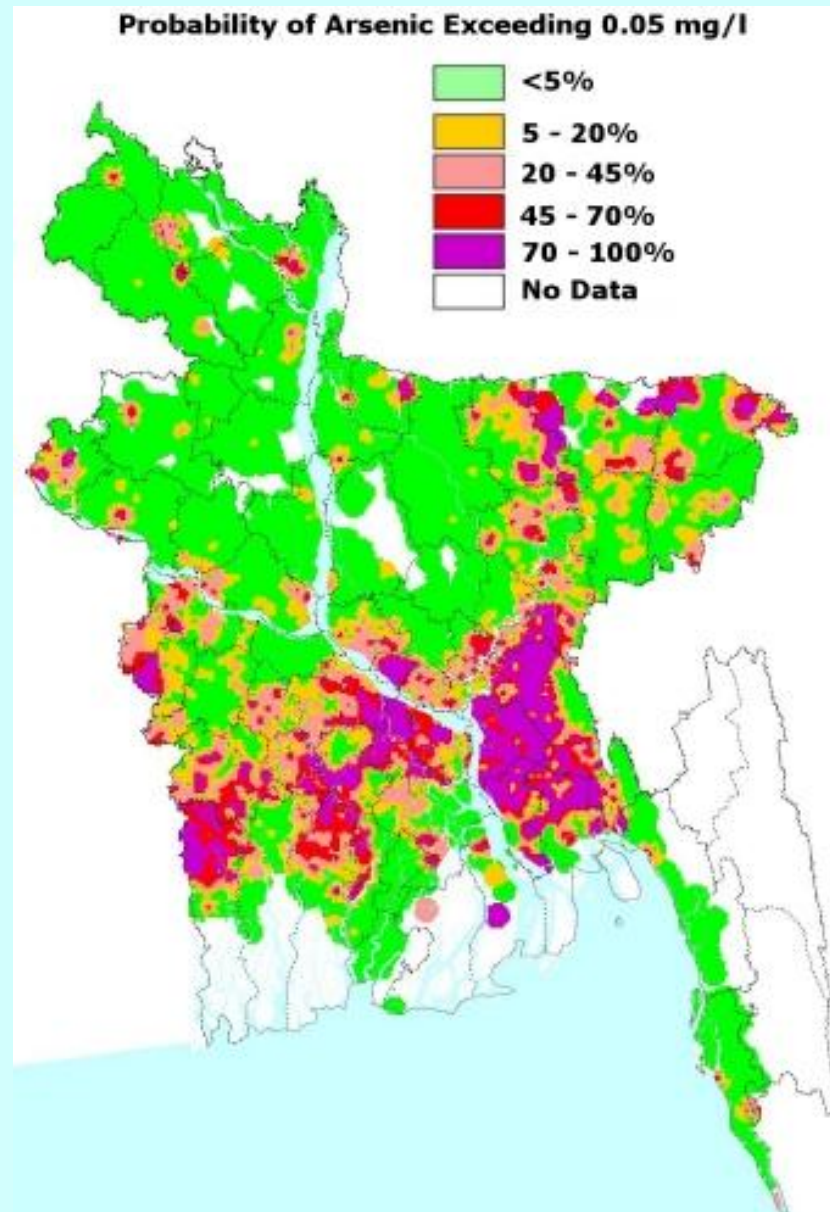 Probability of Arsenic Exceeding 0.05 mg/l
<5%
5 - 20%
20 - 45%
45 - 70%
70 - 100%
No Data